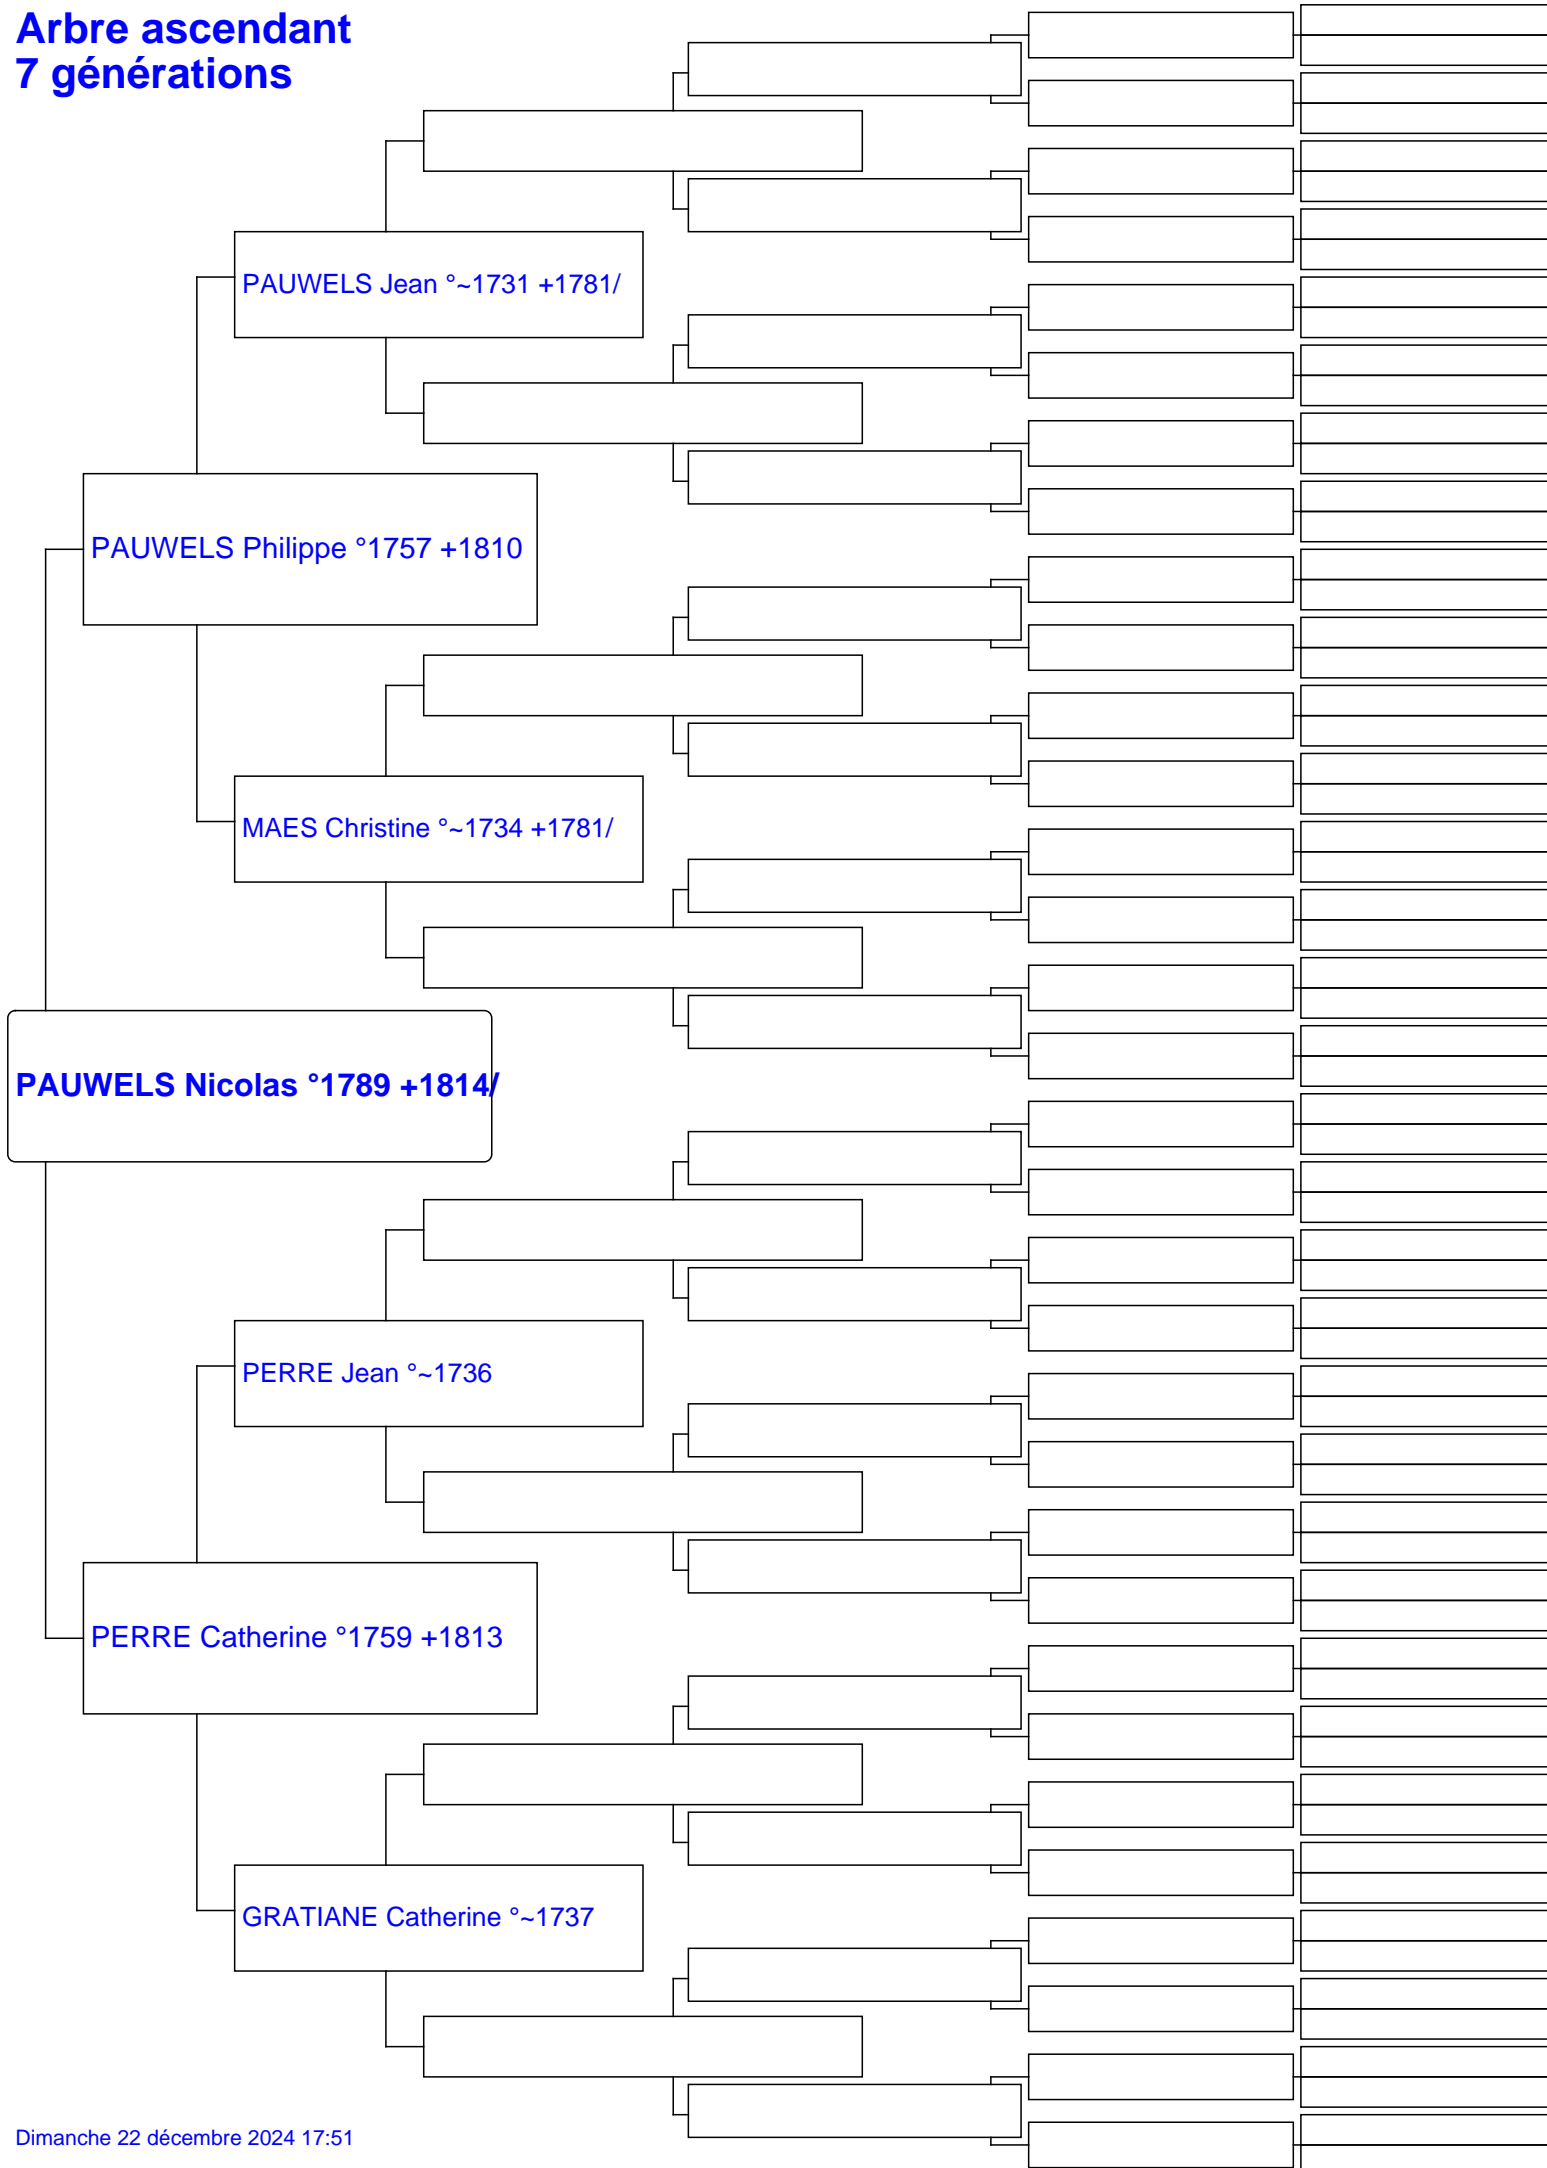 Arbre ascendant
7 générations
PAUWELS Jean °~1731 +1781/
PAUWELS Philippe °1757 +1810
MAES Christine °~1734 +1781/
PAUWELS Nicolas °1789 +1814/
PERRE Jean °~1736
PERRE Catherine °1759 +1813
GRATIANE Catherine °~1737
Dimanche 22 décembre 2024 17:51